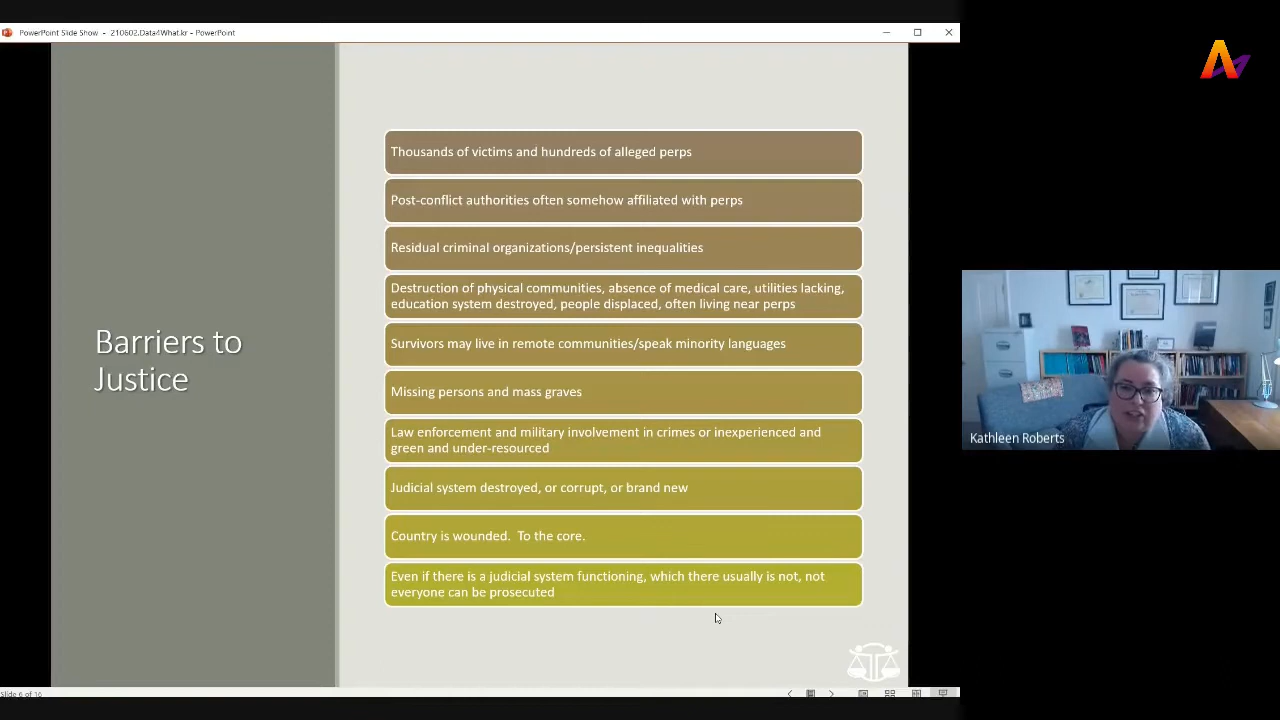 PowerPoint Slide Show - 210602.Data4What.kr - PowerPoint
Barriers to
Justice
Thousands of victims and hundreds of alleged perps
Post-conflict authorities often somehow affiliated with perps
Residual criminal organizations/persistent inequalities
Destruction of physical communities, absence of medical care, utilities lacking,
education system destroyed, people displaced, often living near perps
Survivors may live in remote communities/speak minority languages
Missing persons and mass graves
Law enforcement and military involvement in crimes or inexperienced and
green and under-resourced
Judicial system destroyed, or corrupt, or brand new
Country is wounded.  To the core.
Even if there is a judicial system functioning, which there usually is not, not
everyone can be prosecuted
Kathleen Roberts
Slide 6 of 16